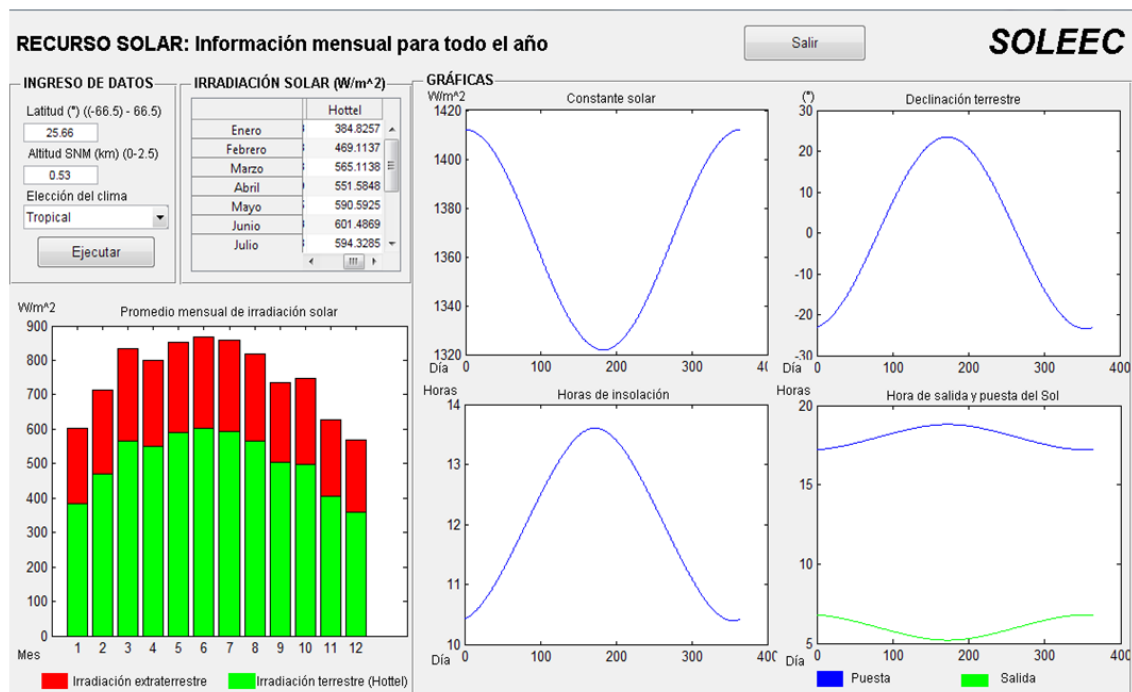 RECURSO SOLAR: Información mensual para todo el año
Salir
SOLEEC
INGRESO DE DATOS
Latitud (°) ((-66.5) - 66.5)
25.66
Altitud SNM (km) (0-2.5)
0.53
Elección del clima
Tropical
Ejecutar
IRRADIACIÓN SOLAR (W/m^2)
Hottel
Enero 384.8257
Febrero 469.1137
Marzo 565.1138
Abril 551.5848
Mayo 590.5925
Junio 601.4869
Julio 594.3285
W/m^2
Promedio mensual de irradiación solar
900
800
700
600
500
400
300
200
100
0
Mes
1 2 3 4 5 6 7 8 9 10 11 12
Irradiación extraterrestre
Irradiación terrestre (Hottel)
GRÁFICAS
W/m^2
Constante solar
1420
1400
1380
1360
1340
1320
Día
0 100 200 300 40
(°)
Declinación terrestre
30
20
10
0
-10
-20
-30
Día
0 100 200 300 400
Horas
Horas de insolación
14
13
12
11
10
Día
0 100 200 300 40
Horas
Hora de salida y puesta del Sol
20
15
10
5
Día
0 100 200 300 400
Puesta
Salida